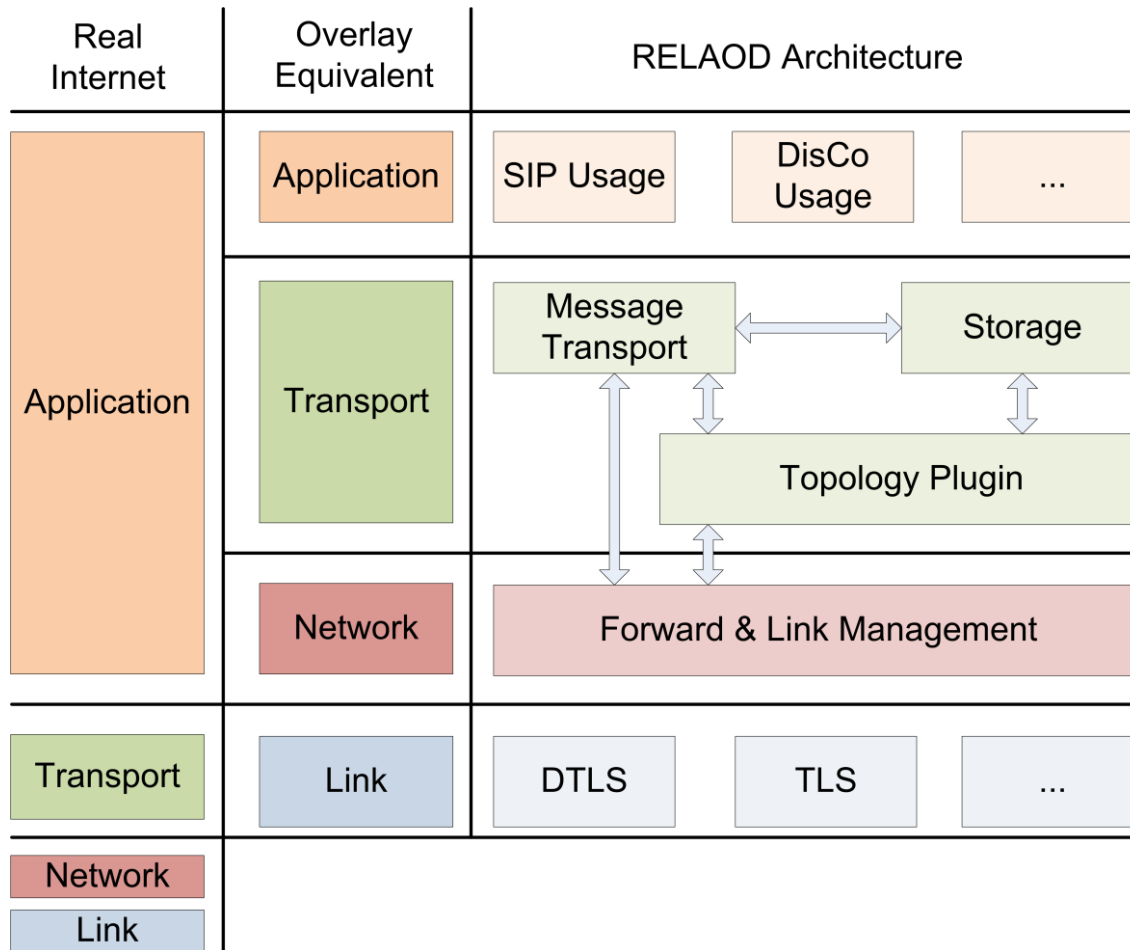 Real
Internet
Overlay
Equivalent
RELAOD Architecture
Application
Application
SIP Usage
DisCo
Usage
...
Transport
Message
Transport
Storage
Topology Plugin
Network
Forward & Link Management
Transport
Link
DTLS
TLS
...
Network
Link